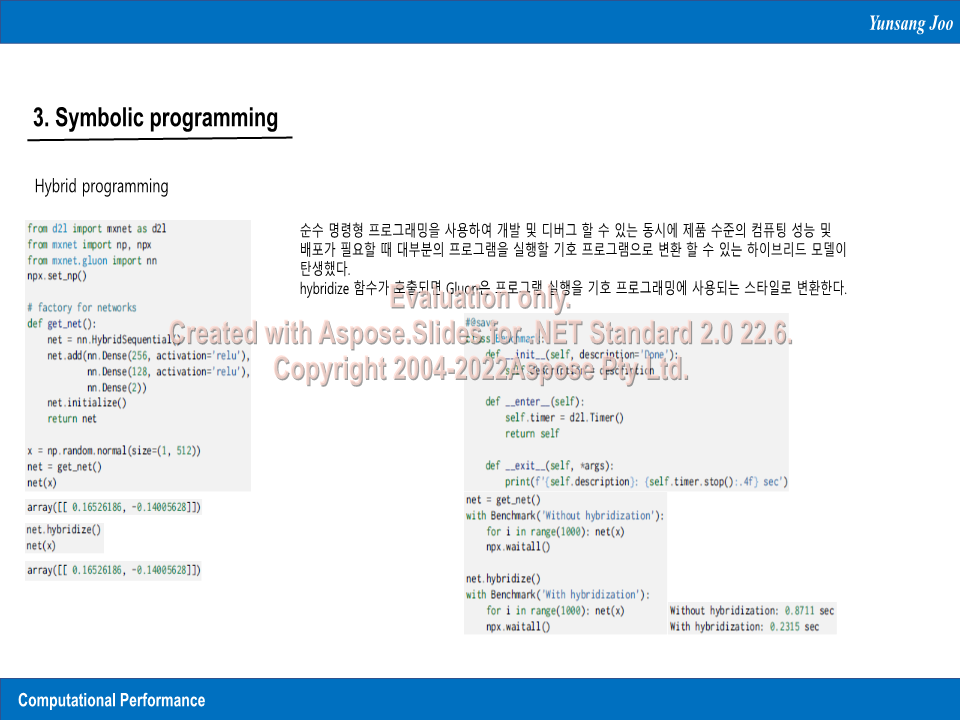 Yunsang Joo
3. Symbolic programming
Hybrid programming
from d2l import mxnet as d2l
from mxnet import np, npx
from mxnet.gluon import nn
npx.set_np()
# factory for networks
def get_net():
net = nn.HybridSequential()
net.add(nn.Dense(256, activation='relu'),
nn.Dense(128, activation='relu'),
nn.Dense(2))
net.initialize()
return net
x = np.random.normal(size=(1, 512))
net = get_net()
net(x)
array([[ 0.16526186, -0.14005628]])
net.hybridize()
net(x)
array([[ 0.16526186, -0.14005628]])
순수 명령형 프로그래밍을 사용하여 개발 및 디버그 할 수 있는 동시에 제품 수준의 컴퓨팅 성능 및
배포가 필요할 때 대부분의 프로그램을 실행할 기호 프로그램으로 변환 할 수 있는 하이브리드 모델이
탄생했다.
hybridize 함수가 호출되면 Gluon은 프로그램 실행을 기호 프로그래밍에 사용되는 스타일로 변환한다.
Evaluation only.
Created with Aspose.Slides for .NET Standard 2.0 22.6.
Copyright 2004-2022Aspose Pty Ltd.
#@save
class Benchmark:
def __init__(self, description='Done'):
self.description = description
def __enter__(self):
self.timer = d2l.Timer()
return self
def __exit__(self, *args):
print(f'{self.description}: {self.timer.stop():.4f} sec')
net = get_net()
with Benchmark('Without hybridization'):
for i in range(1000): net(x)
npx.waitall()
net.hybridize()
with Benchmark('With hybridization'):
for i in range(1000): net(x)
npx.waitall()
Without hybridization: 0.8711 sec
With hybridization: 0.2315 sec
Computational Performance